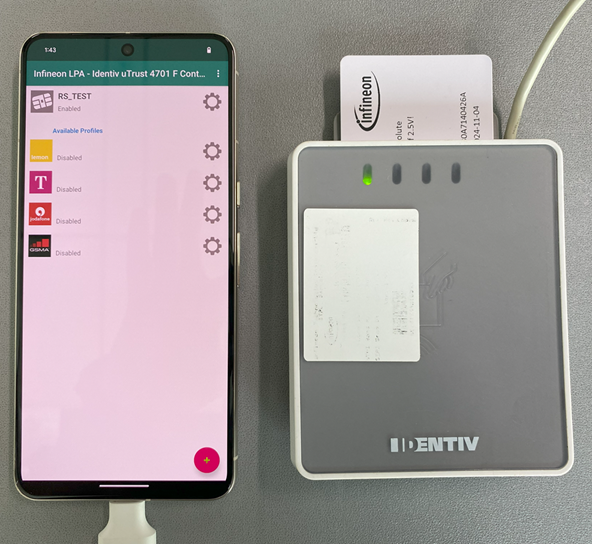 1:43
Infineon LPA - Identiv uTrust 4701 F Cont...
RS_TEST
Enabled
Available Profiles
Disabled
T
GSMA
Disabled
Disabled
GSMA
Disabled
+
infineon
olute
f 2.5V!
0A7140426A
24-11-04
IDENTIV